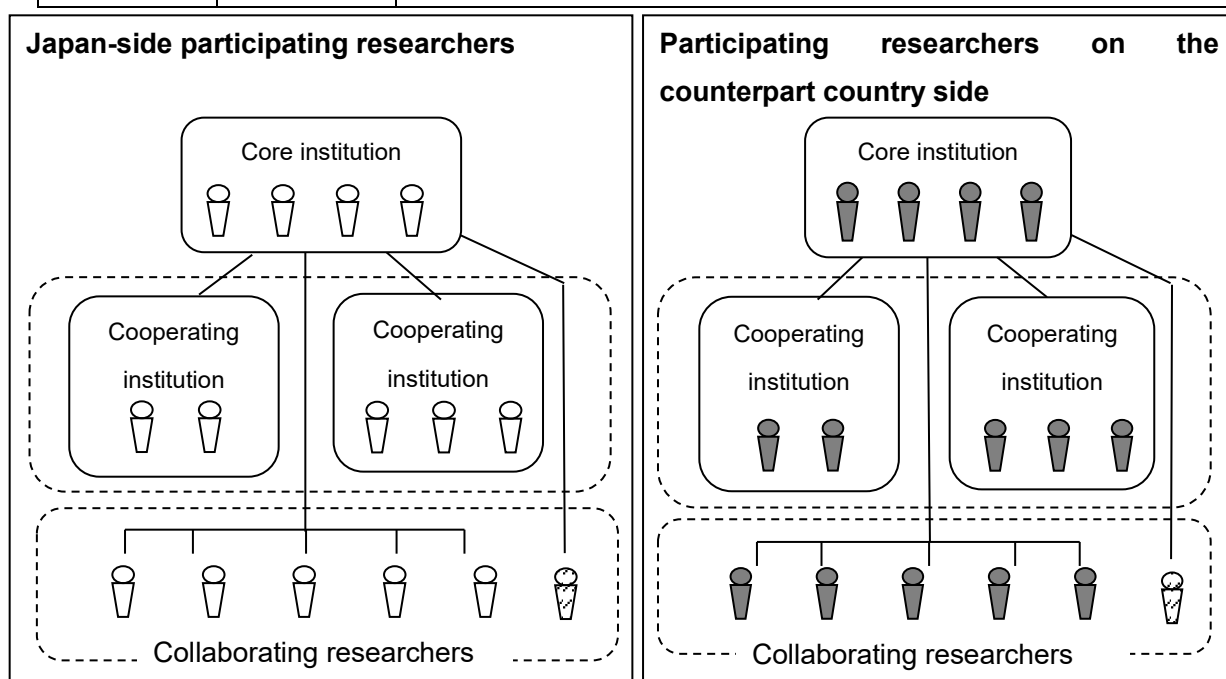 Japan-side participating researchers
Core institution
Cooperating
institution
Cooperating
institution
Collaborating researchers
Participating researchers on the
counterpart country side
Core institution
Cooperating
institution
Cooperating
institution
Collaborating researchers